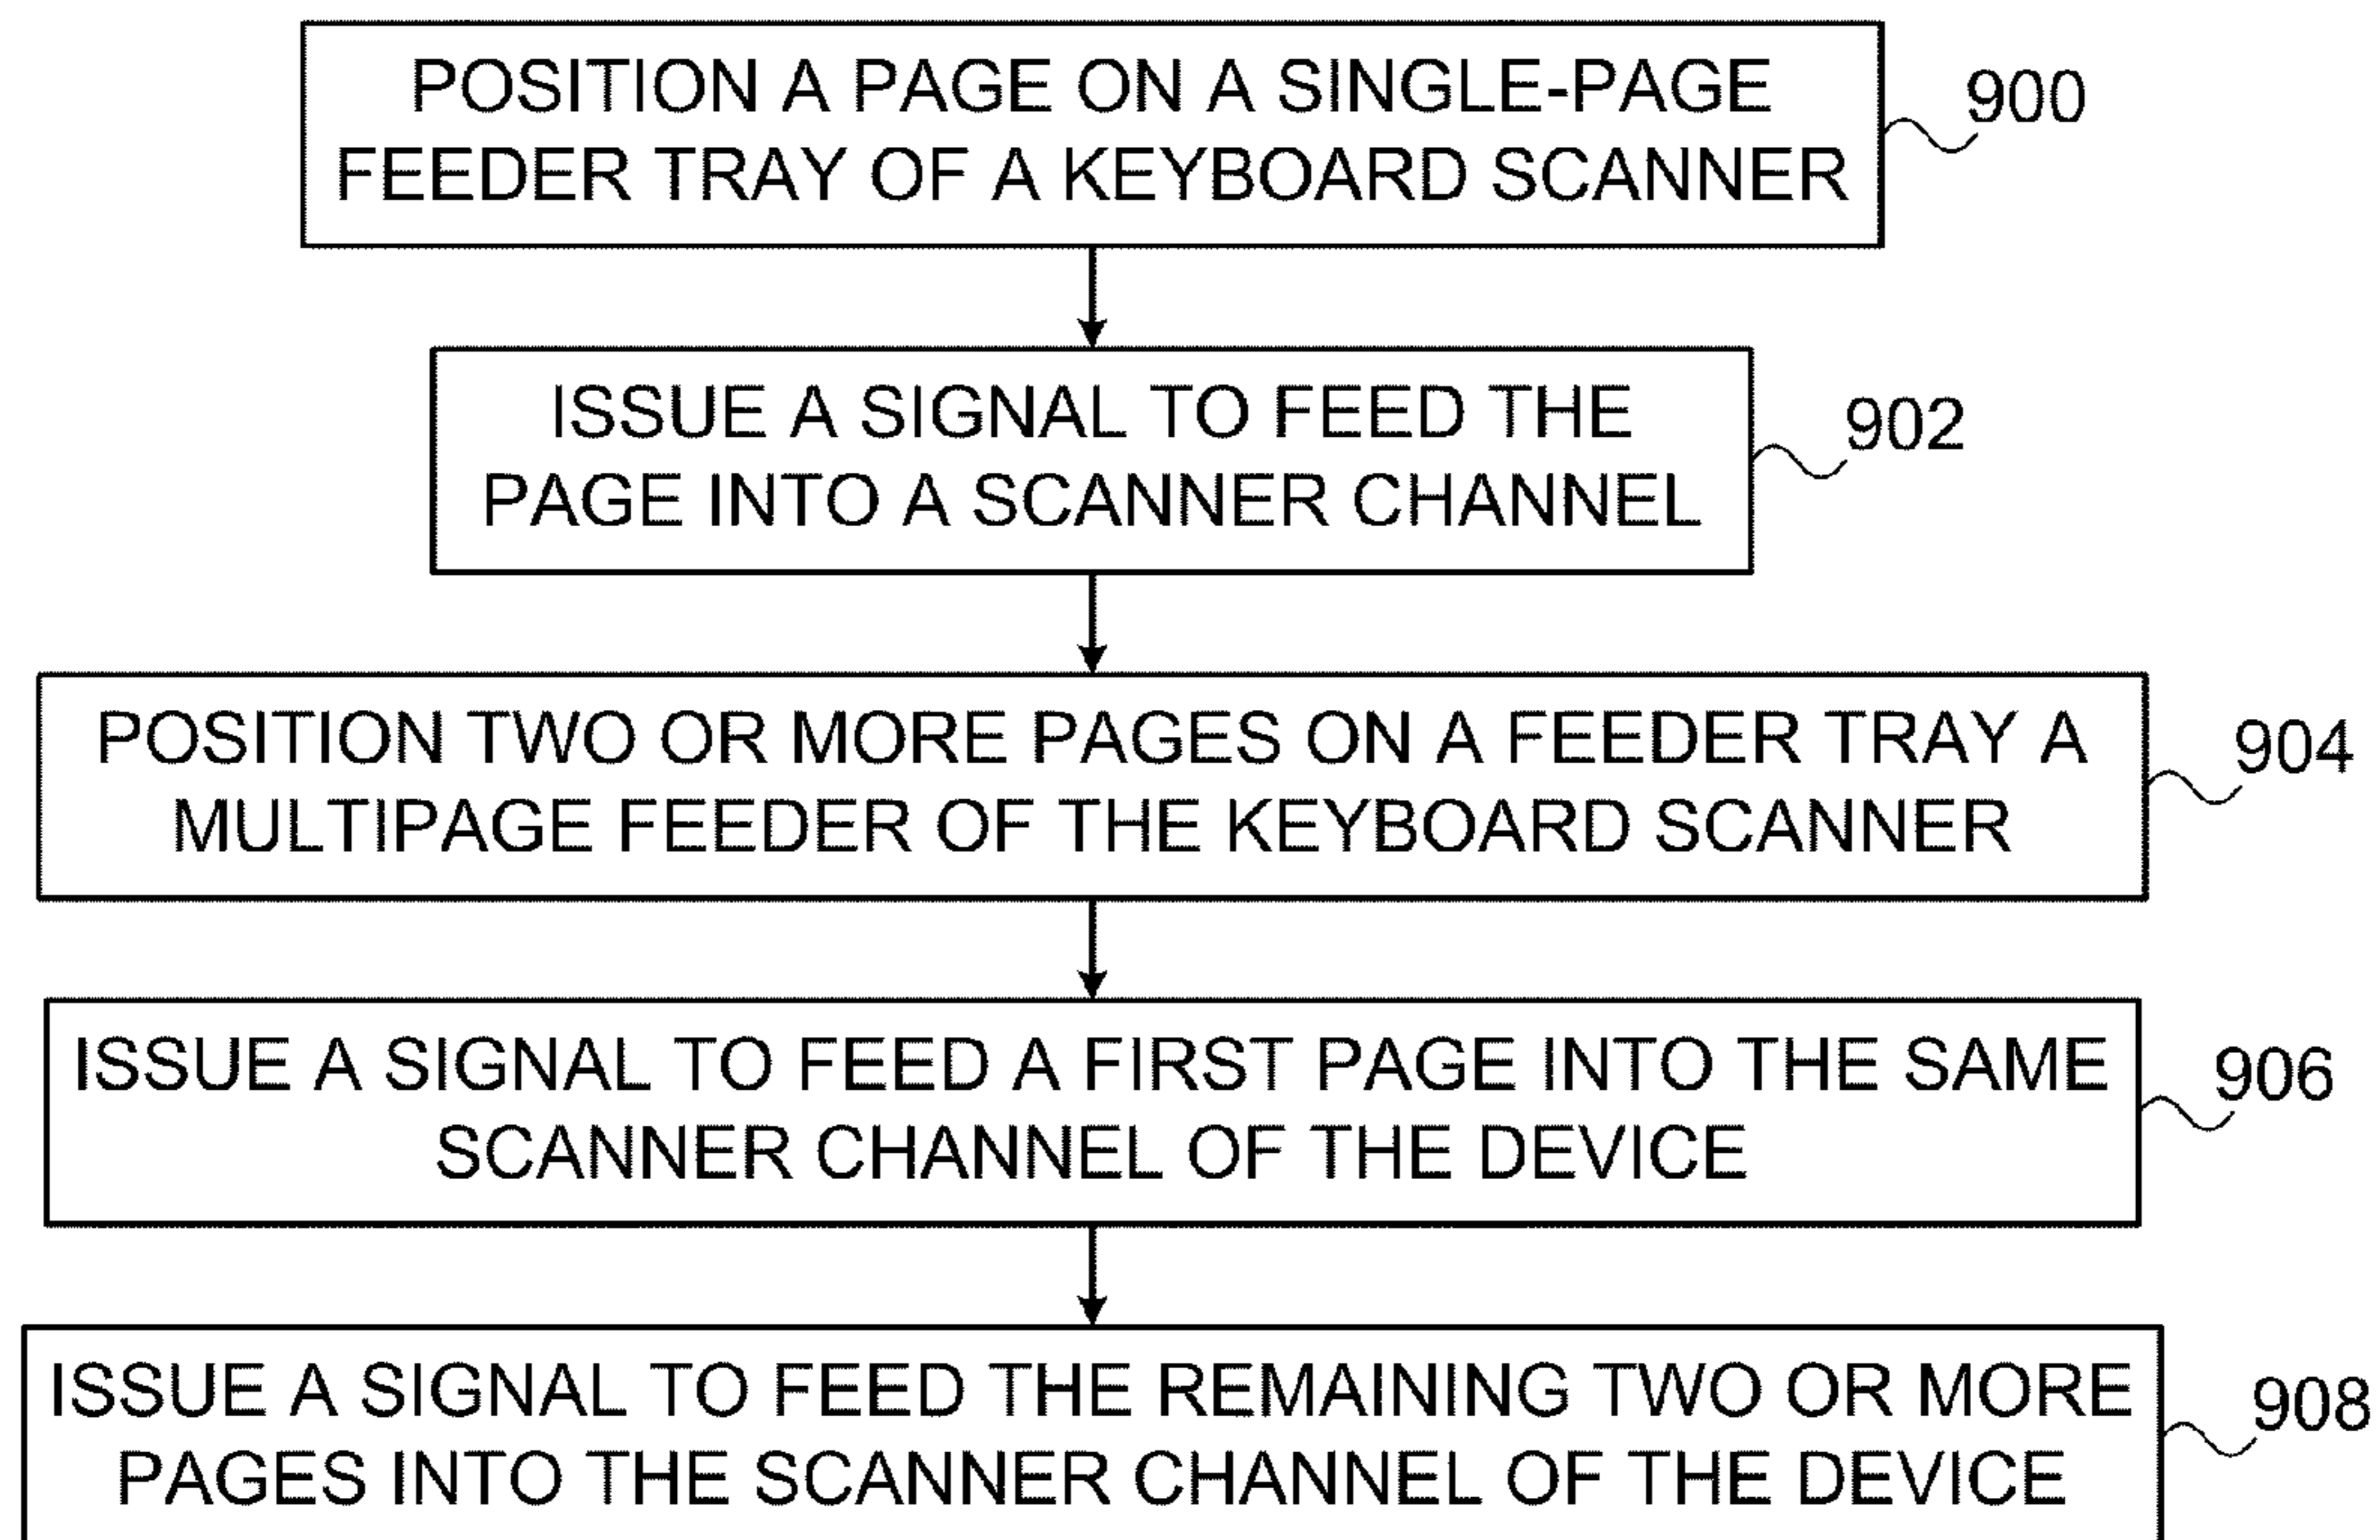 POSITION A PAGE ON A SINGLE-PAGE
FEEDER TRAY OF A KEYBOARD SCANNER
900
ISSUE A SIGNAL TO FEED THE
PAGE INTO A SCANNER CHANNEL
902
POSITION TWO OR MORE PAGES ON A FEEDER TRAY A
MULTIPAGE FEEDER OF THE KEYBOARD SCANNER
904
ISSUE A SIGNAL TO FEED A FIRST PAGE INTO THE SAME
SCANNER CHANNEL OF THE DEVICE
906
ISSUE A SIGNAL TO FEED THE REMAINING TWO OR MORE
PAGES INTO THE SCANNER CHANNEL OF THE DEVICE
908